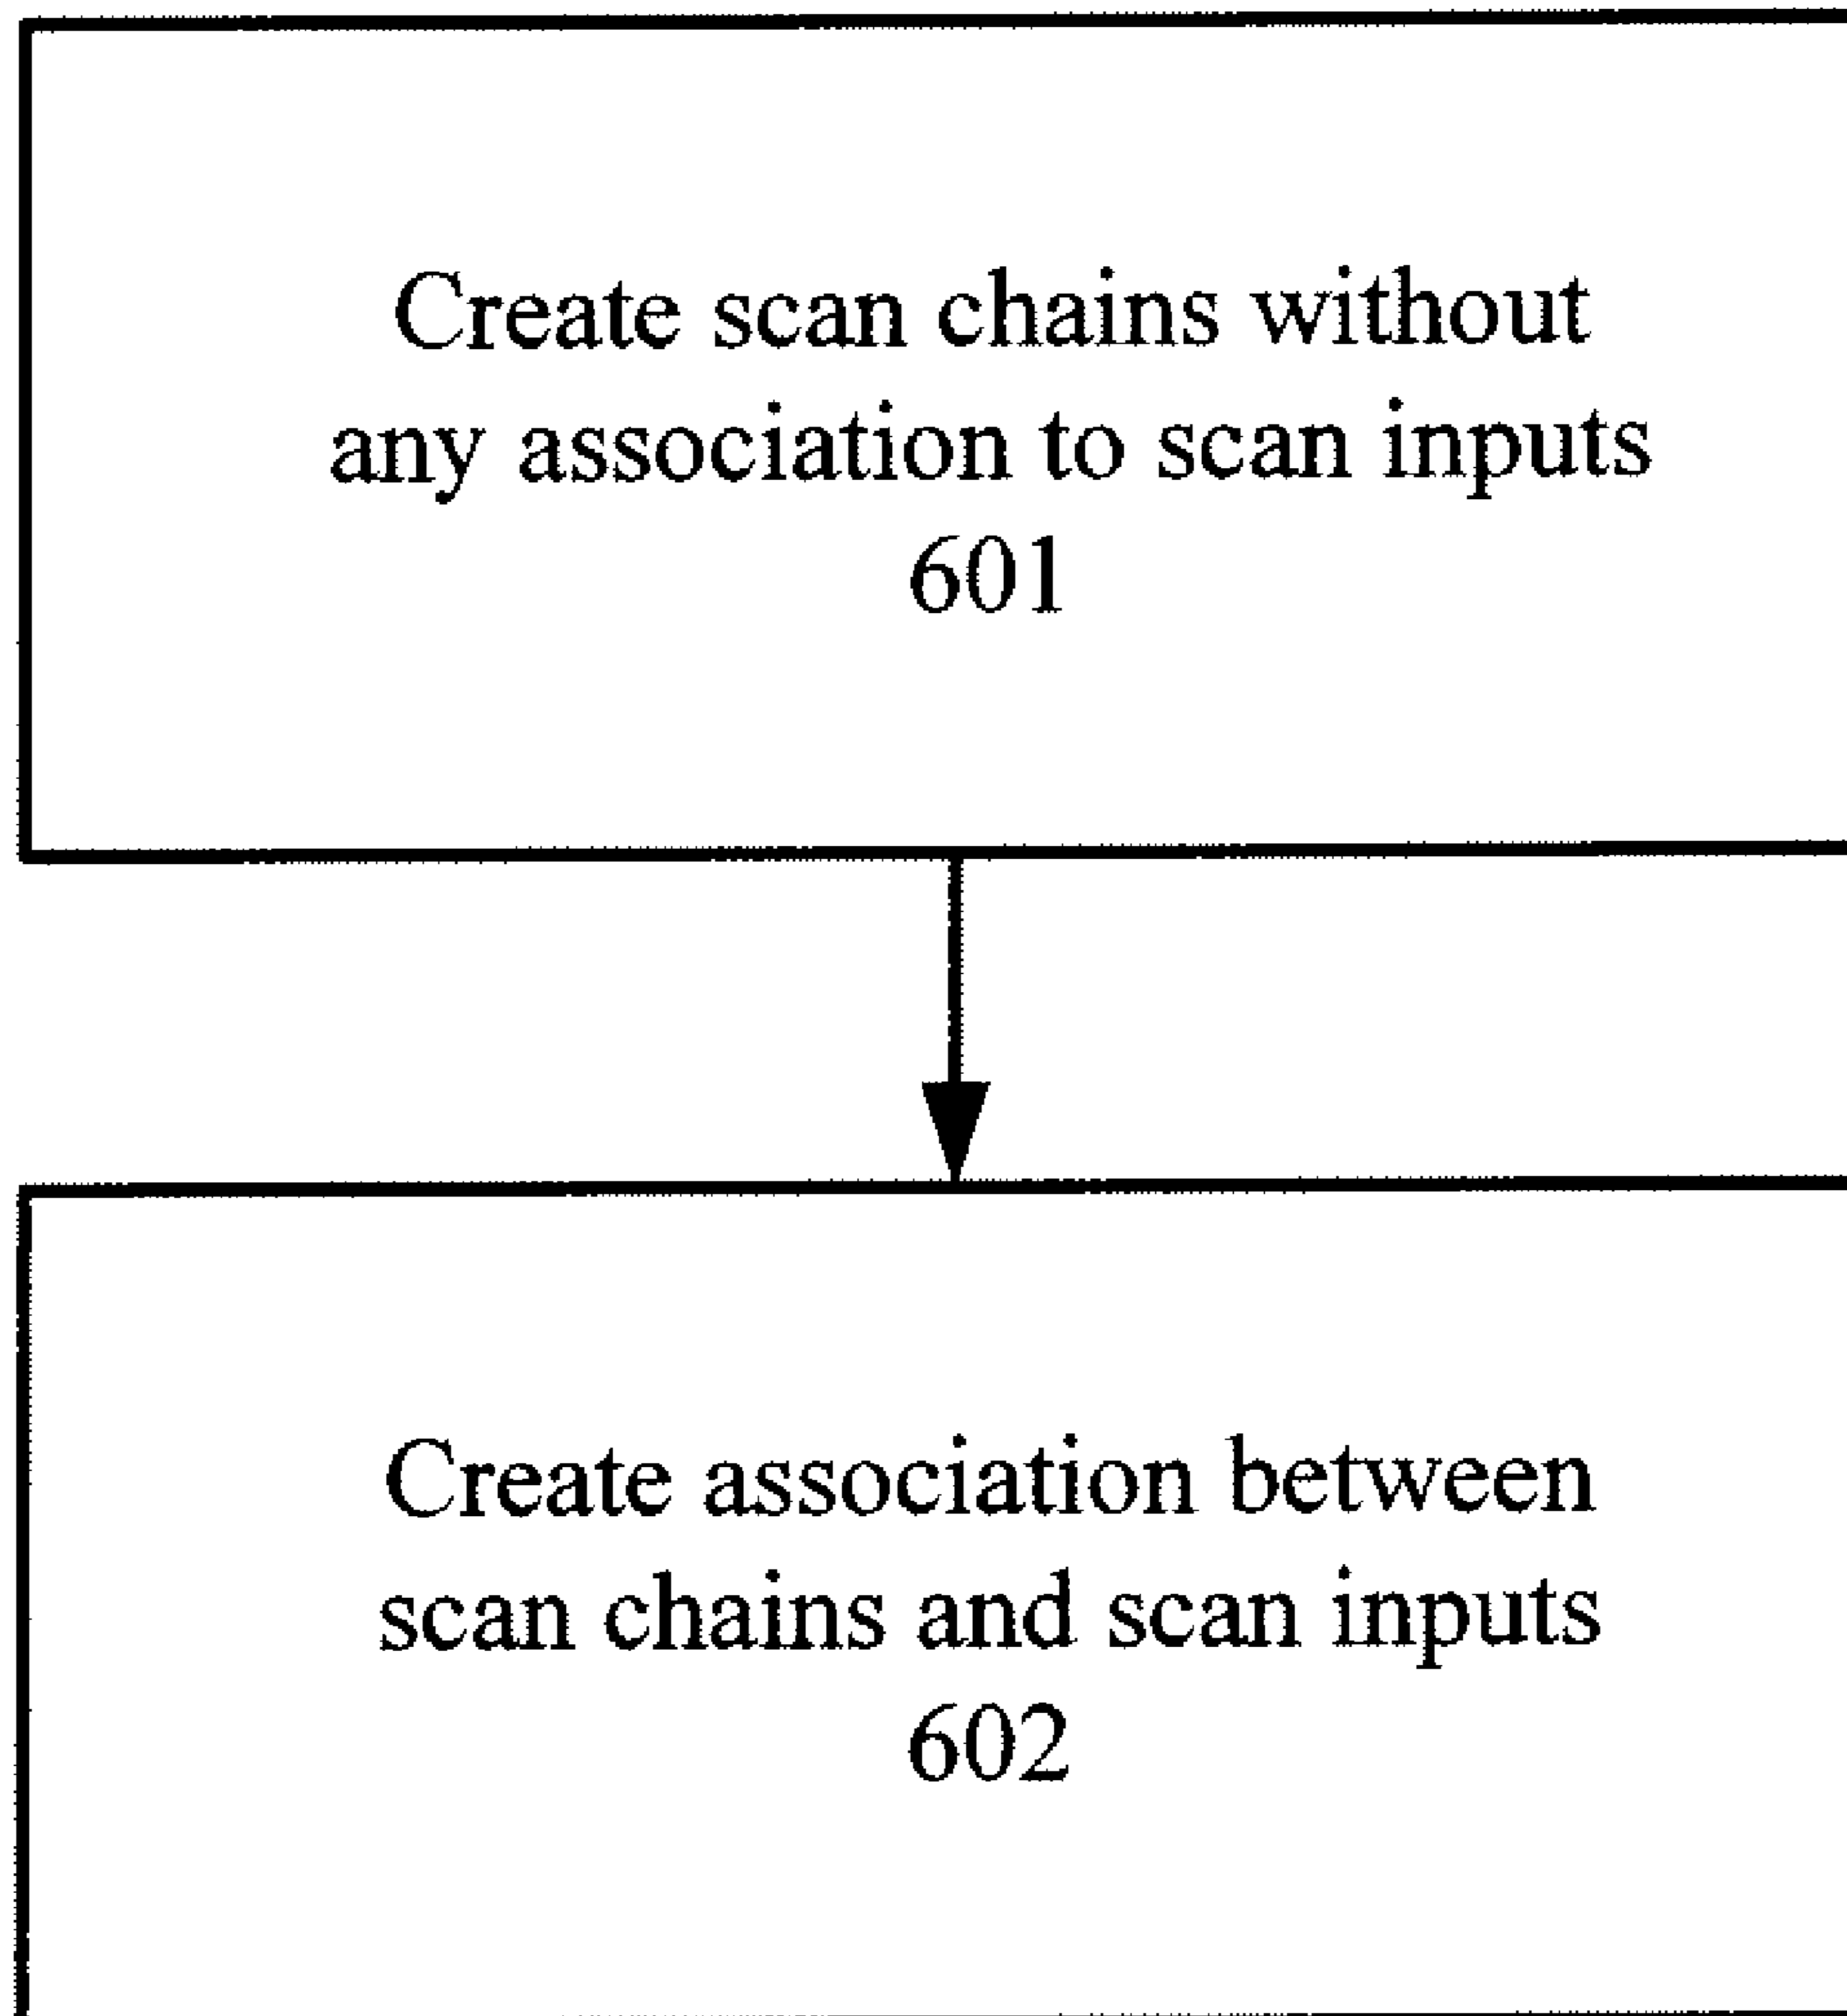 Create scan chains without
any association to scan inputs
601
Create association between
scan chains and scan inputs
602